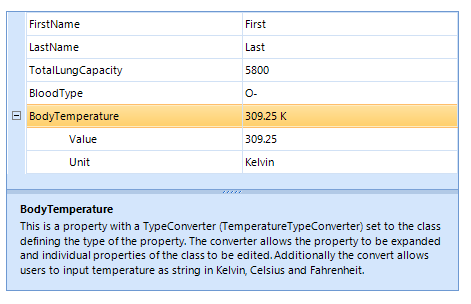 FirstName First
LastName Last
TotalLungCapacity 5800
BloodType O-
BodyTemperature 309.25 K
Value 309.25
Unit Kelvin
BodyTemperature
This is a property with a TypeConverter (TemperatureTypeConverter) set to the class
defining the type of the property. The converter allows the property to be expanded
and individual properties of the class to be edited. Additionally the convert allows
users to input temperature as string in Kelvin, Celsius and Fahrenheit.